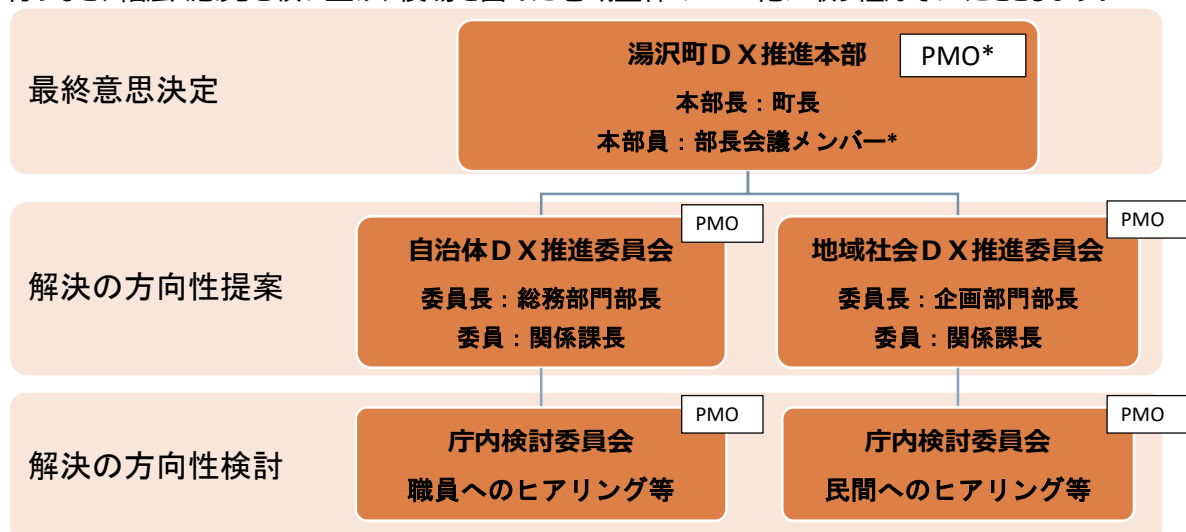 最終意思決定
湯沢町DX推進本部
PMO*
本部長：町長
本部員：部長会議メンバー*
解決の方向性提案
PMO
自治体DX推進委員会
委員長：総務部門部長
委員：関係課長
PMO
地域社会DX推進委員会
委員長：企画部門部長
委員：関係課長
解決の方向性検討
PMO
庁内検討委員会
職員へのヒアリング等
PMO
庁内検討委員会
民間へのヒアリング等